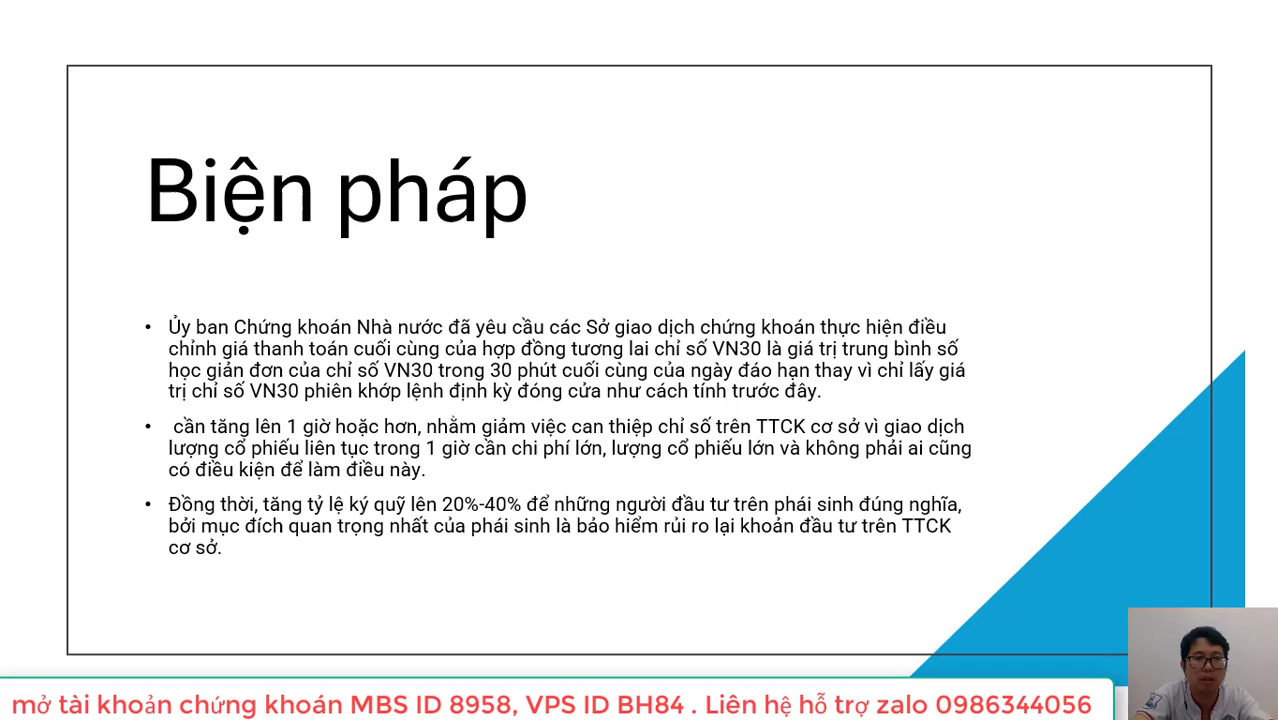 Biện pháp
• Ủy ban Chứng khoán Nhà nước đã yêu cầu các Sở giao dịch chứng khoán thực hiện điều
chỉnh giá thanh toán cuối cùng của hợp đồng tương lai chỉ số VN30 là giá trị trung bình số
học giản đơn của chỉ số VN30 trong 30 phút cuối cùng của ngày đáo hạn thay vì chỉ lấy giá
trị chỉ số VN30 phiên khớp lệnh định kỳ đóng cửa như cách tính trước đây.
• cần tăng lên 1 giờ hoặc hơn, nhằm giảm việc can thiệp chỉ số trên TTCK cơ sở vì giao dịch
lượng cổ phiếu liên tục trong 1 giờ cần chi phí lớn, lượng cổ phiếu lớn và không phải ai cũng
có điều kiện để làm điều này.
• Đồng thời, tăng tỷ lệ ký quỹ lên 20%-40% để những người đầu tư trên phái sinh đúng nghĩa,
bởi mục đích quan trọng nhất của phái sinh là bảo hiểm rủi ro lại khoản đầu tư trên TTCK
cơ sở.
mở tài khoản chứng khoán MBS ID 8958, VPS ID BH84 . Liên hệ hỗ trợ zalo 0986344056